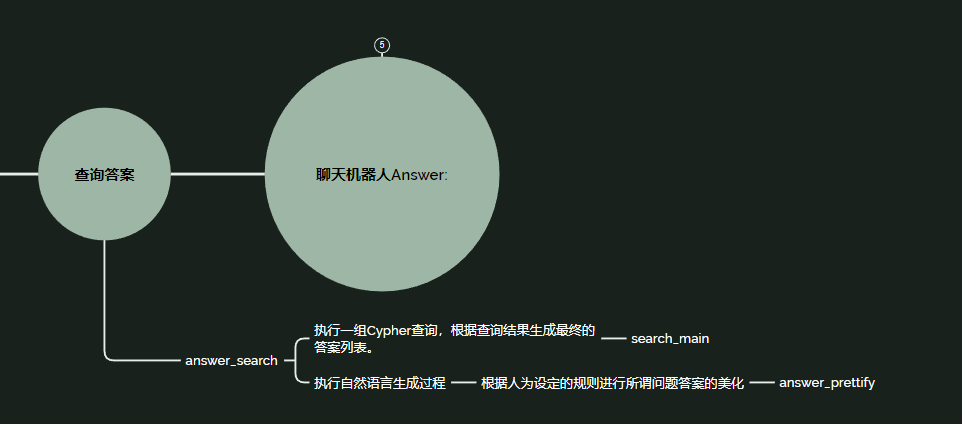 5
查询答案
聊天机器人Answer:
执行一组Cypher查询，根据查询结果生成最终的
答案列表。
search_main
answer_search
执行自然语言生成过程
根据人为设定的规则进行所谓问题答案的美化
answer_prettify